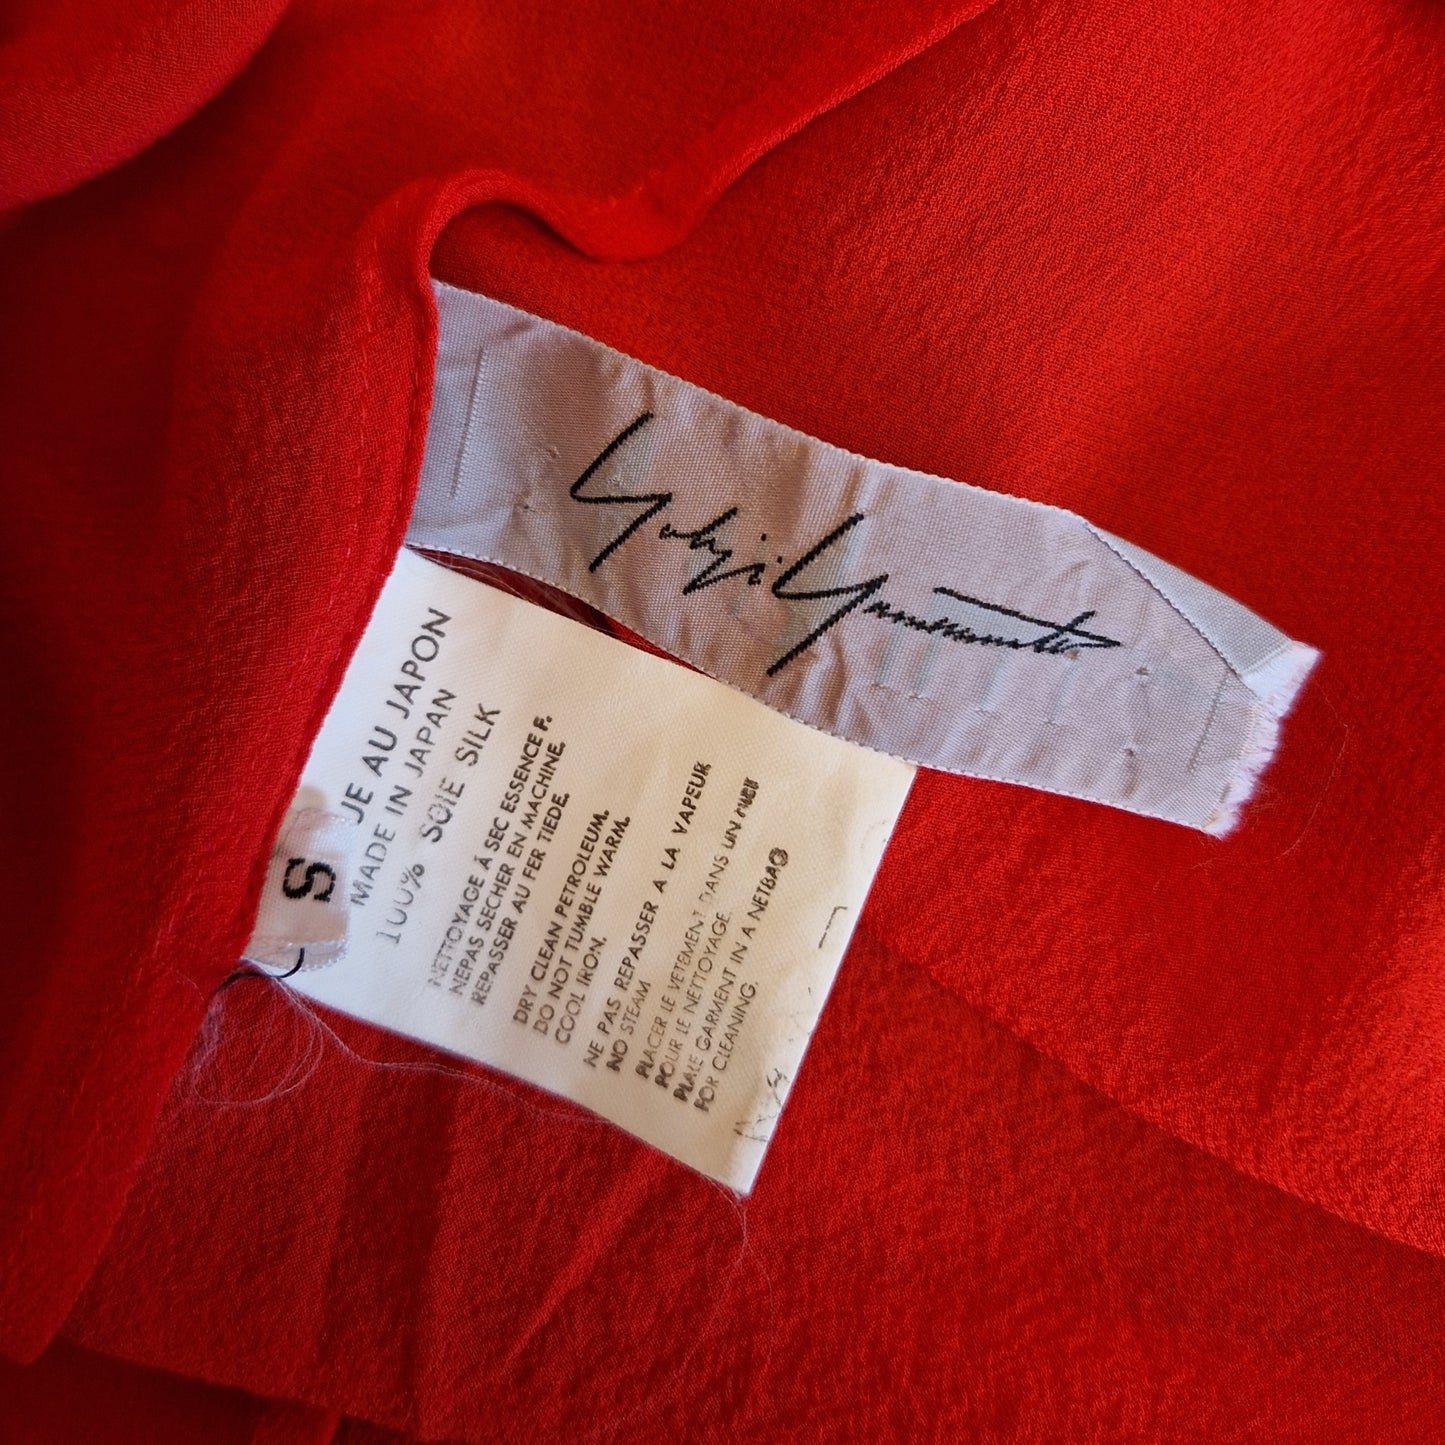 Yohji Yamamoto
S
JE AU JAPON
MADE IN JAPAN
100% SOIE SILK
NETTOYAGE À SEC ESSENCE F.
NEPAS SECHER EN MACHINE.
REPASSER AU FER TIEDE.
DRY CLEAN PETROLEUM.
DO NOT TUMBLE WARM.
COOL IRON.
NE PAS REPASSER A LA VAPEUR
NO STEAM
PLACER LE VETEMENT DANS UN
POUR LE NETTOYAGE.
PLALE GARMENT IN A NETBAG
FOR CLEANING.